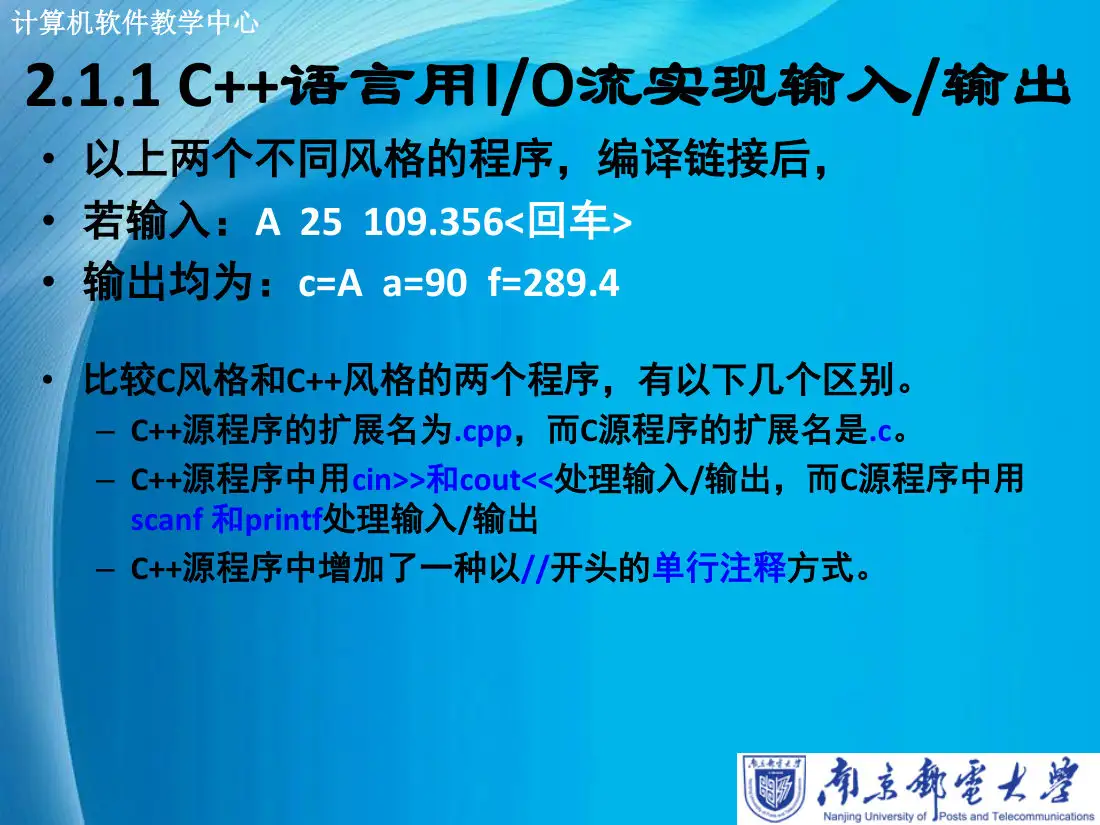 计算机软件教学中心
2.1.1 C++语言用I/O流实现输入/输出
• 以上两个不同风格的程序，编译链接后，
• 若输入：A 25 109.356<回车>
• 输出均为：c=A a=90 f=289.4
• 比较C风格和C++风格的两个程序，有以下几个区别。
– C++源程序的扩展名为.cpp，而C源程序的扩展名是.c。
– C++源程序中用cin>>和cout<<处理输入/输出，而C源程序中用
scanf 和printf处理输入/输出
– C++源程序中增加了一种以//开头的单行注释方式。
南京邮电大学
Nanjing University of Posts and Telecommunications